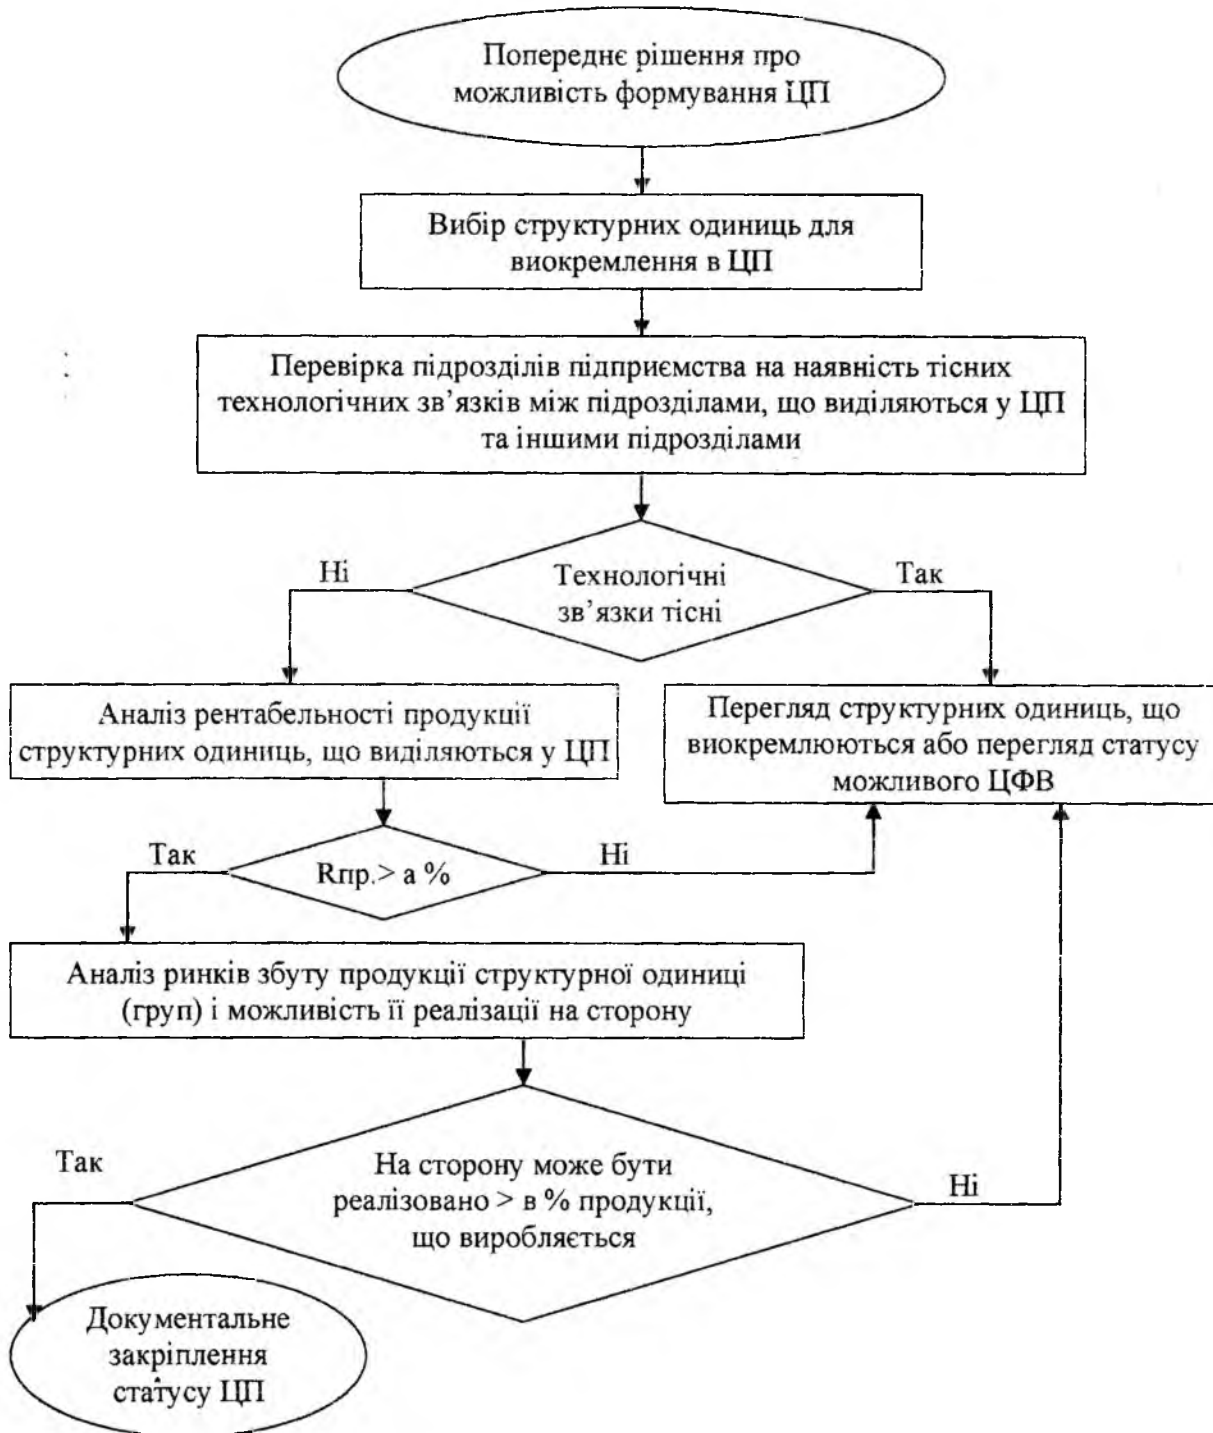 Попереднє рішення про
можливість формування ЦП
Вибір структурних одиниць для
виокремлення в ЦП
Перевірка підрозділів підприємства на наявність тісних
технологічних зв’язків між підрозділами, що виділяються у ЦП
та іншими підрозділами
Ні
Технологічні
зв’язки тісні
Так
Аналіз рентабельності продукції
структурних одиниць, що виділяються у ЦП
Перегляд структурних одиниць, що
виокремлюються або перегляд статусу
можливого ЦФВ
Так
Rпр.> а %
Ні
Аналіз ринків збуту продукції структурної одиниці
(груп) і можливість її реалізації на сторону
Так
На сторону може бути
реалізовано > в % продукції,
що виробляється
Ні
Документальне
закріплення
статусу ЦП